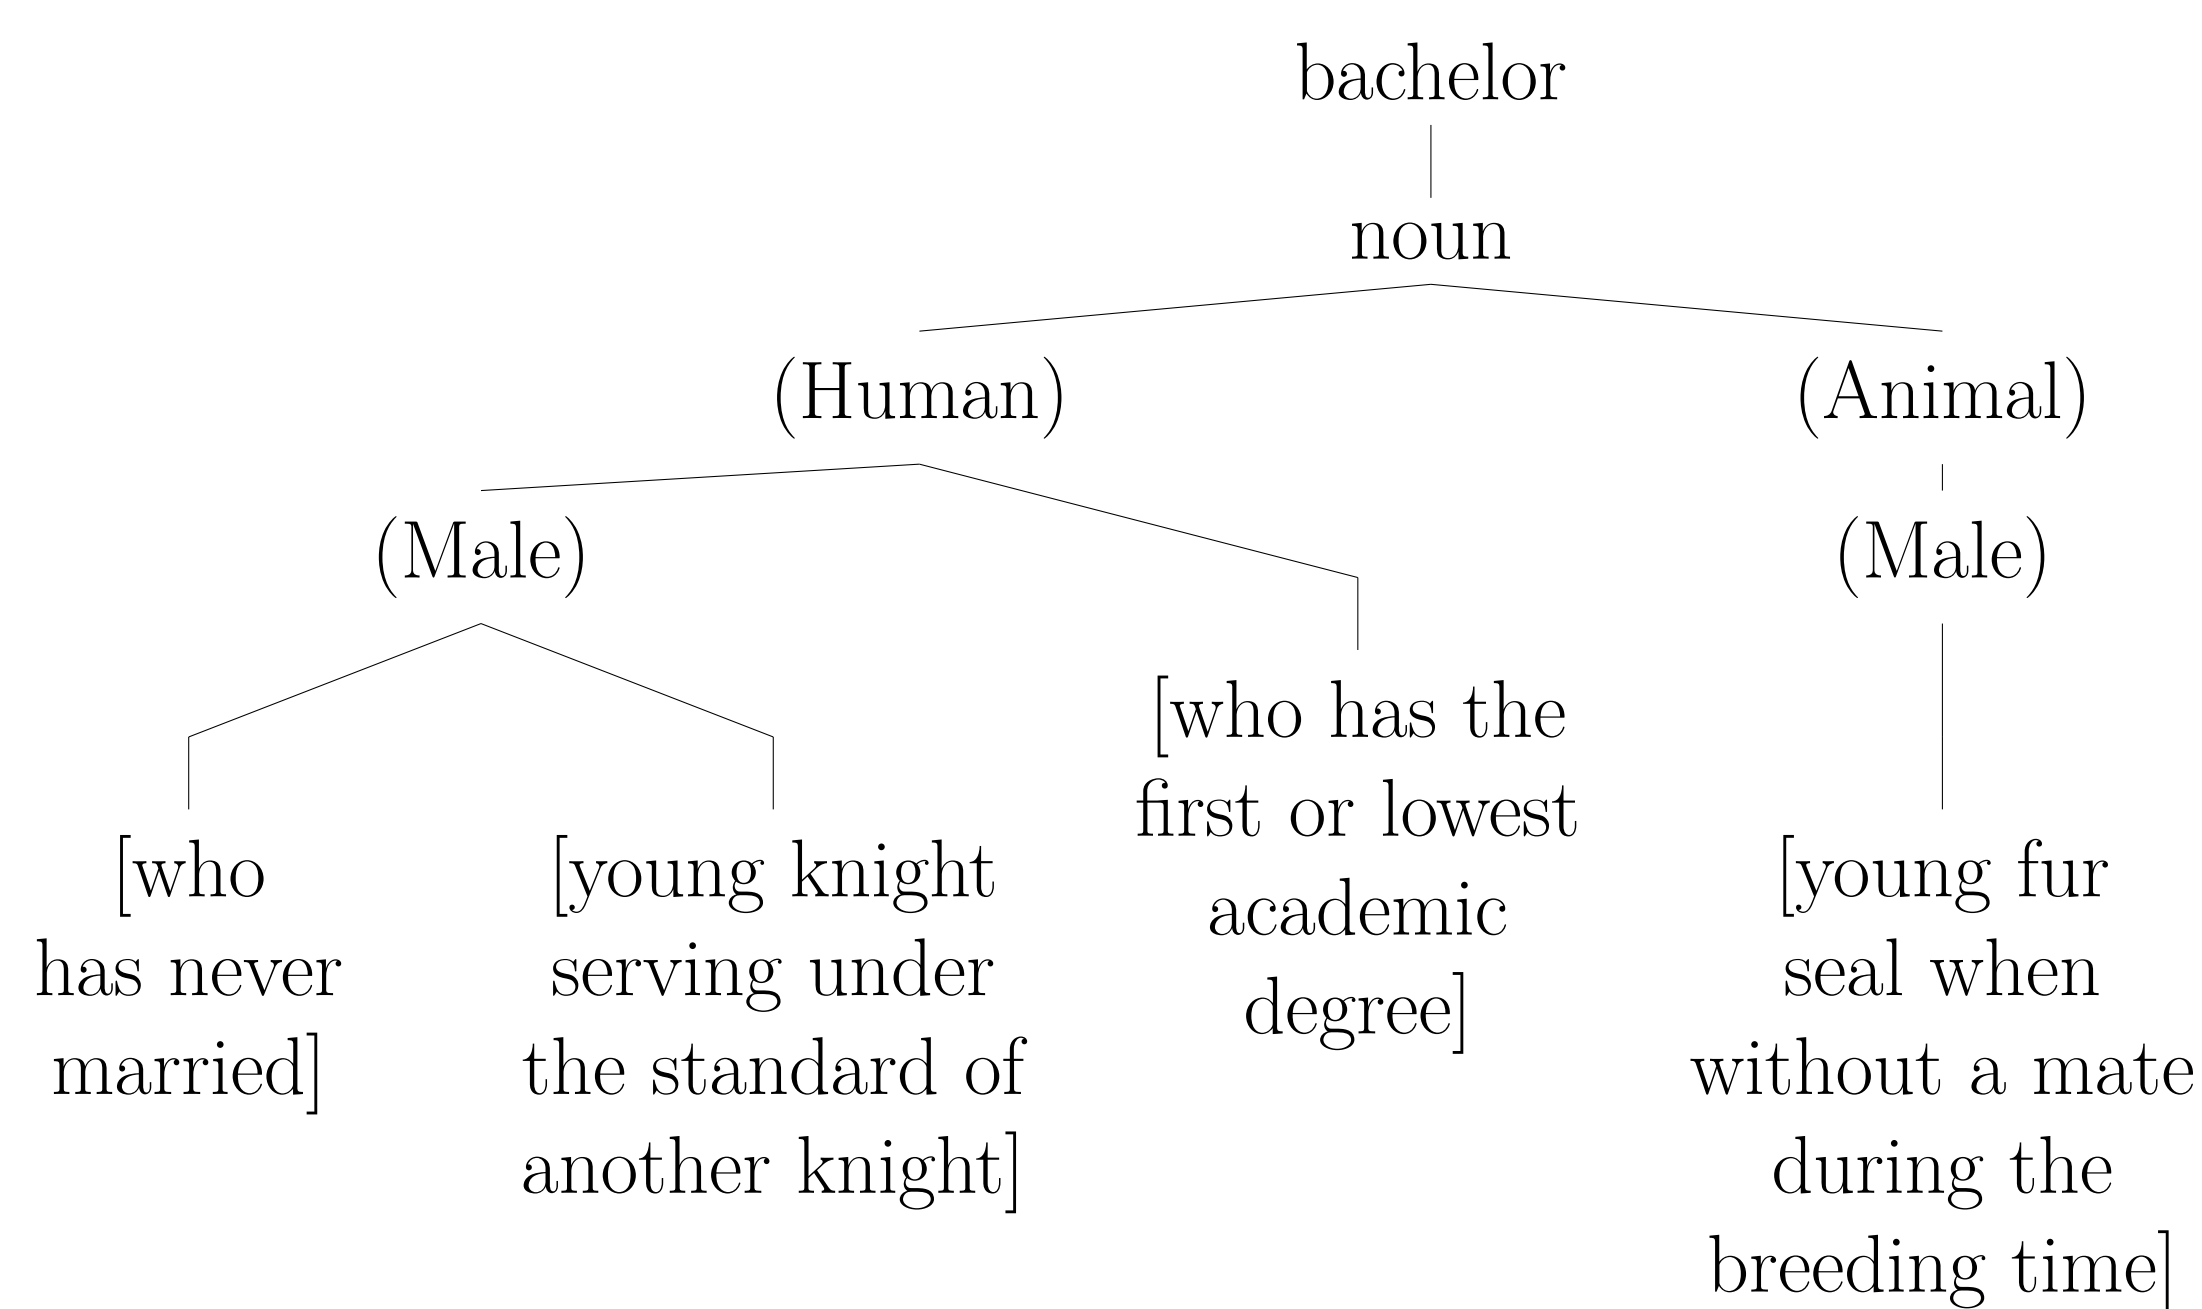 bachelor
noun
(Human)
(Animal)
(Male)
(Male)
[who
has never
married]
[young knight
serving under
the standard of
another knight]
[who has the
first or lowest
academic
degree]
[young fur
seal when
without a mate
during the
breeding time]